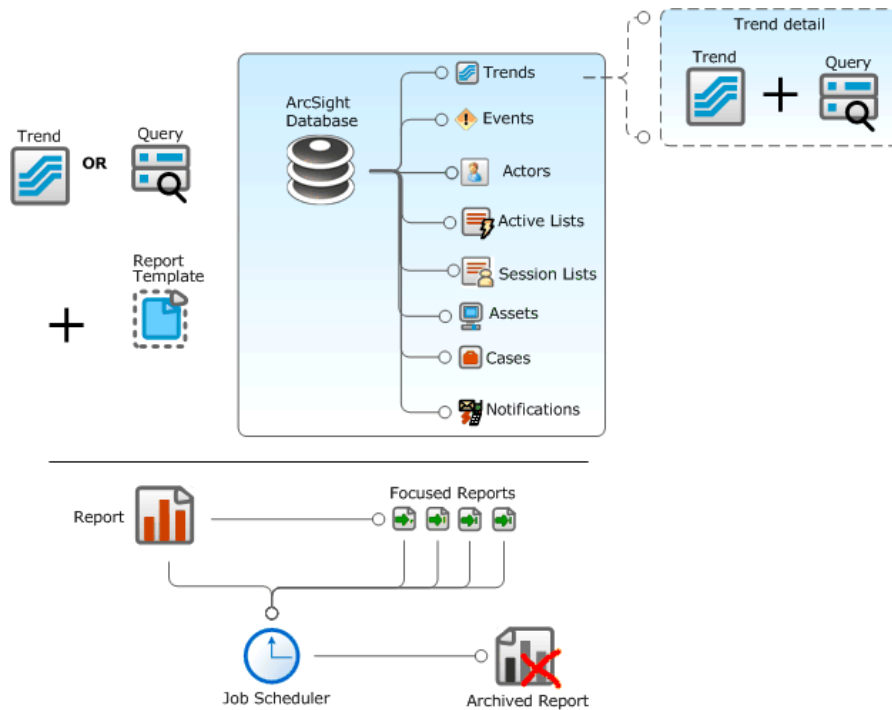 Trend detail
Trend
Query
Trends
ArcSight
Database
Events
Trend
OR
Query
Actors
Active Lists
Report
Template
Session Lists
Assets
Cases
Notifications
Focused Reports
Report
Job Scheduler
Archived Report